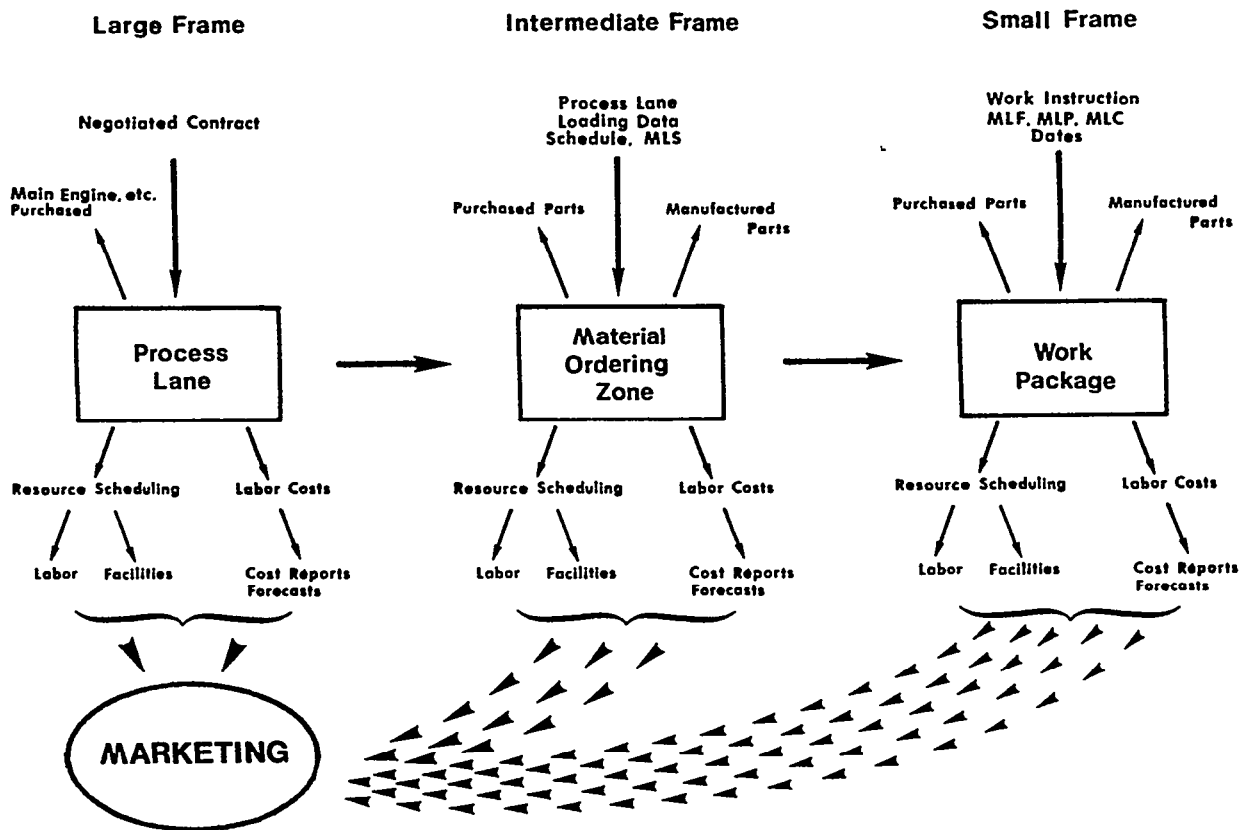 Large Frame
Intermediate Frame
Small Frame
Negotiated Contract
Process Lane
Loading Data
Schedule, MLS
Work Instruction
MLF, MLP, MLC
Dates
Main Engine, etc.
Purchased
Purchased Parts
Manufactured
Parts
Purchased Parts
Manufactured
Parts
Process
Lane
Material
Ordering
Zone
Work
Package
Resource Scheduling
Labor Costs
Resource Scheduling
Labor Costs
Resource Scheduling
Labor Costs
Labor
Facilities
Cost Reports
Forecasts
Labor
Facilities
Cost Reports
Forecasts
Labor
Facilities
Cost Reports
Forecasts
MARKETING